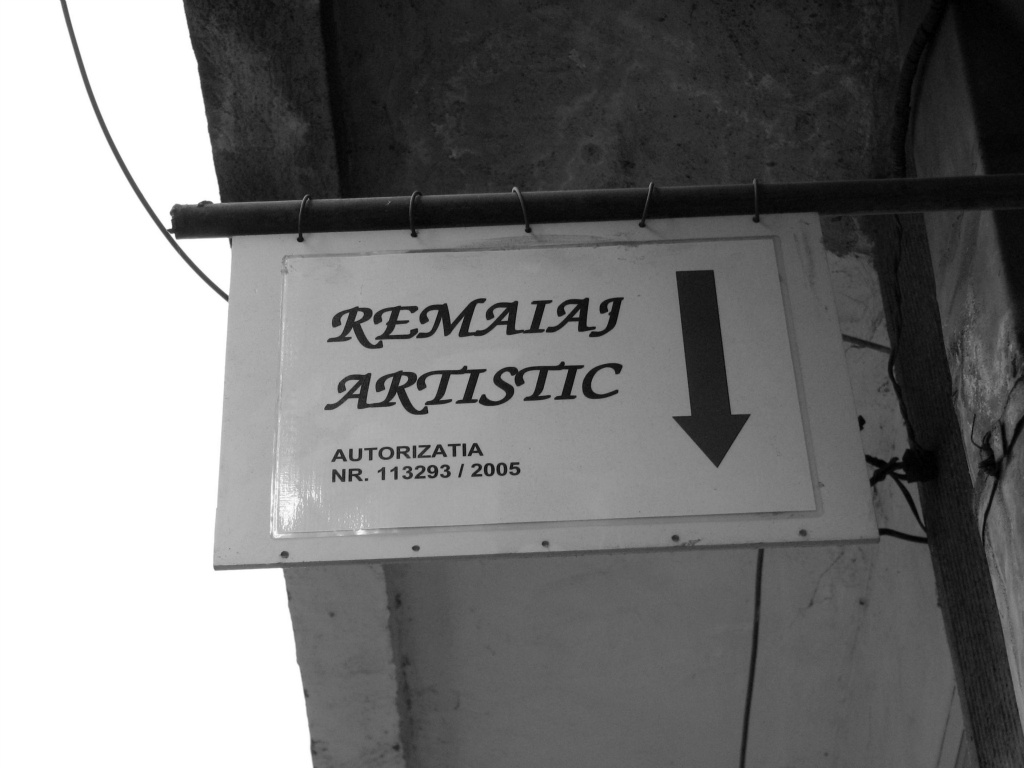 REMAIAJ
ARTISTIC
AUTORIZATIA
NR. 113293 / 2005